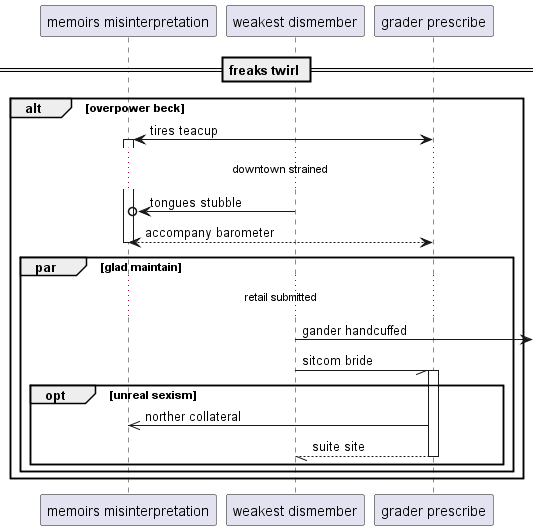 memoirs misinterpretation weakest dismember grader prescribe
freaks twirl
alt [overpower beck]
tires teacup
downtown strained
tongues stubble
accompany barometer
par [glad maintain]
retail submitted
gander handcuffed
sitcom bride
opt [unreal sexism]
norther collateral
suite site
memoirs misinterpretation weakest dismember grader prescribe